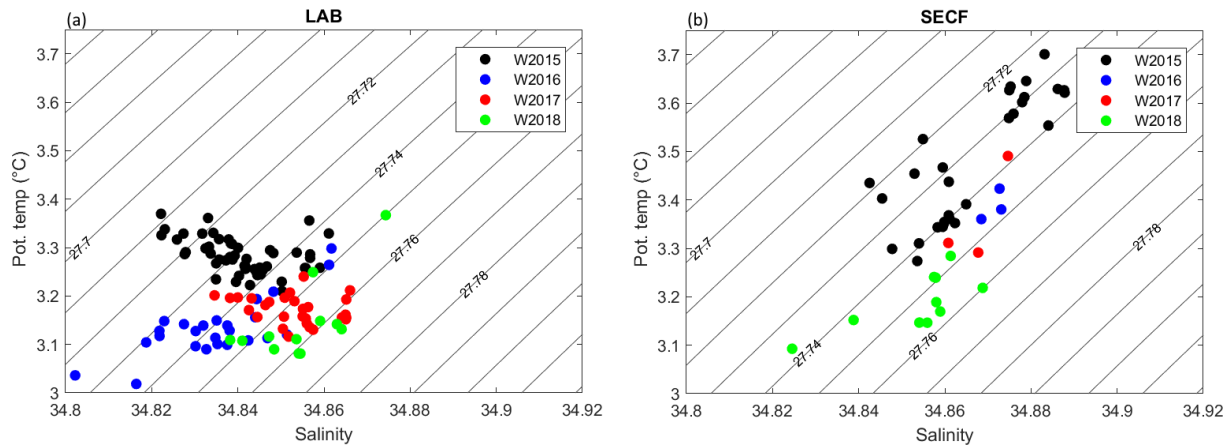 (a) LAB
3.7
3.6
3.5
3.4
3.3
3.2
3.1
3
34.8 34.82 34.84 34.86 34.88 34.9 34.92
Pot. temp (°C)
Salinity
W2015
W2016
W2017
W2018
27.72
27.74
27.7
27.76
27.78
(b) SECF
3.7
3.6
3.5
3.4
3.3
3.2
3.1
3
34.8 34.82 34.84 34.86 34.88 34.9 34.92
Pot. temp (°C)
Salinity
W2015
W2016
W2017
W2018
27.72
27.7
27.78
27.74
27.76